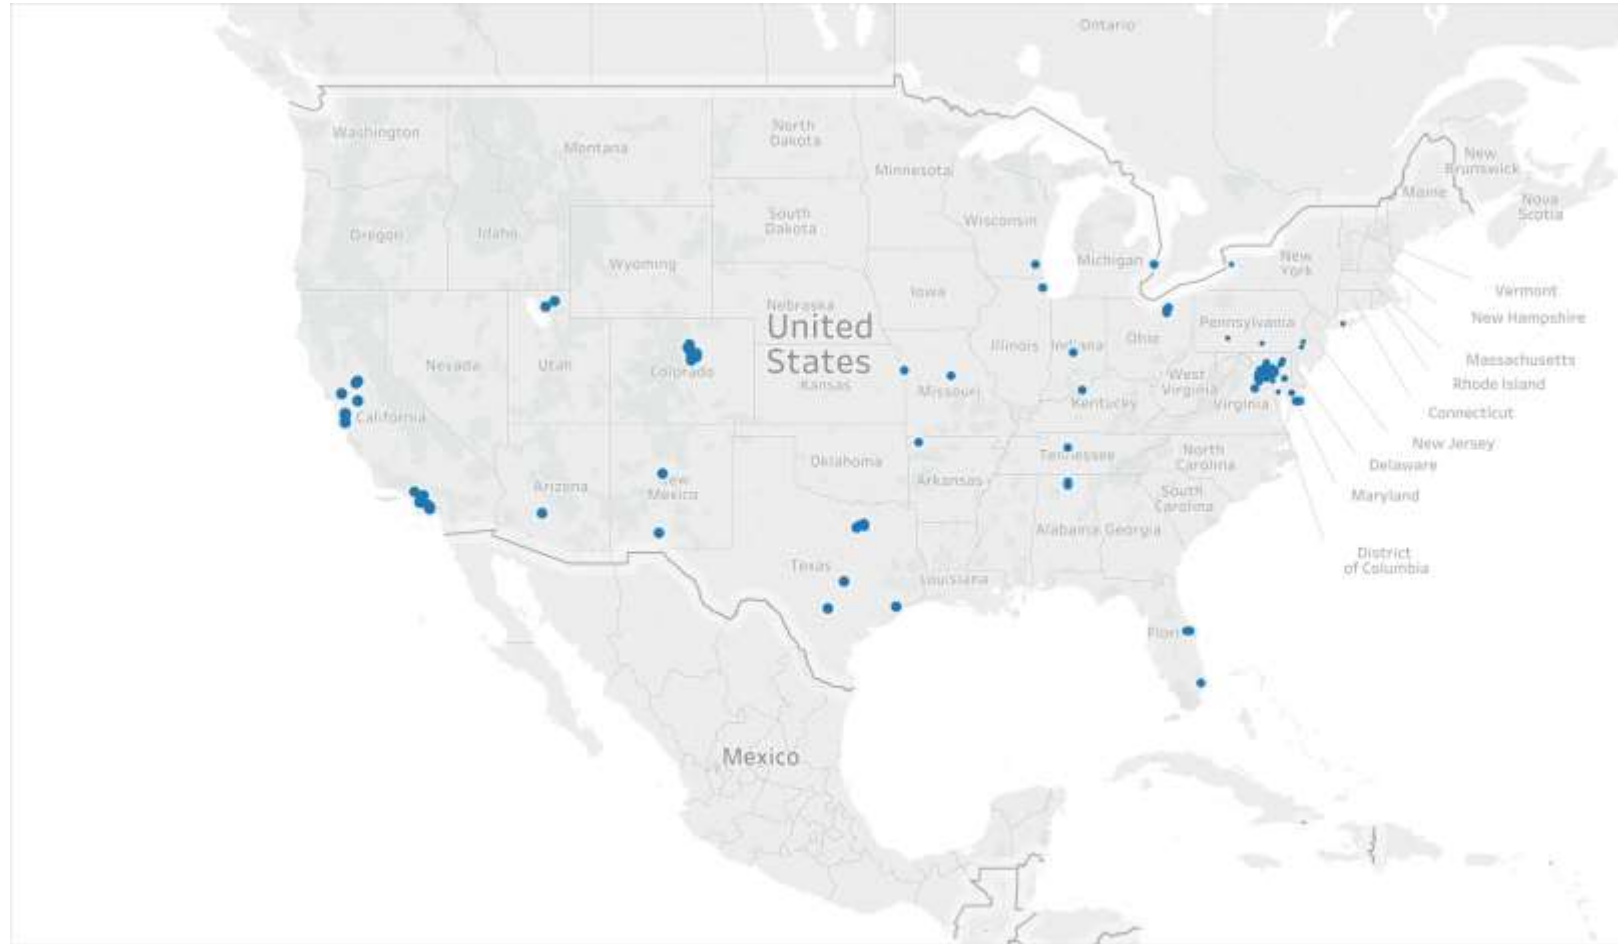 Ontario
Washington
Montana
North
Dakota
Minnesota
New
Brunswick
Maine
Nova
Scotia
Oregon
Idaho
South
Dakota
Wisconsin
Wyoming
Michigan
New
York
Vermont
Iowa
Nebraska
New Hampshire
United
States
Pennsylvania
Illinois
Indiana
Ohio
Massachusetts
Nevada
Utah
Colorado
Kansas
Missouri
West
Virginia
Rhode Island
Kentucky
Virginia
Connecticut
California
New Jersey
Tennessee
North
Carolina
Delaware
Oklahoma
Arizona
New
Mexico
Arkansas
South
Carolina
Maryland
Alabama
Georgia
District
of Columbia
Texas
Louisiana
Flori
Mexico